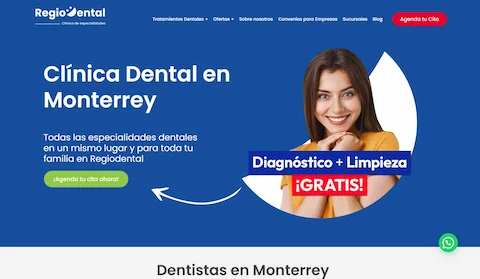 Regio Dental
Clínica de especialidades
Tratamientos Dentales
Ofertas
Sobre nosotros
Convenios para Empresas
Sucursales
Blog
Agenda tu Cita
Clínica Dental en
Monterrey
Todas las especialidades dentales
en un mismo lugar y para toda tu
familia en Regiodental
¡Agenda tu cita ahora!
Diagnóstico + Limpieza
¡GRATIS!
Dentistas en Monterrey